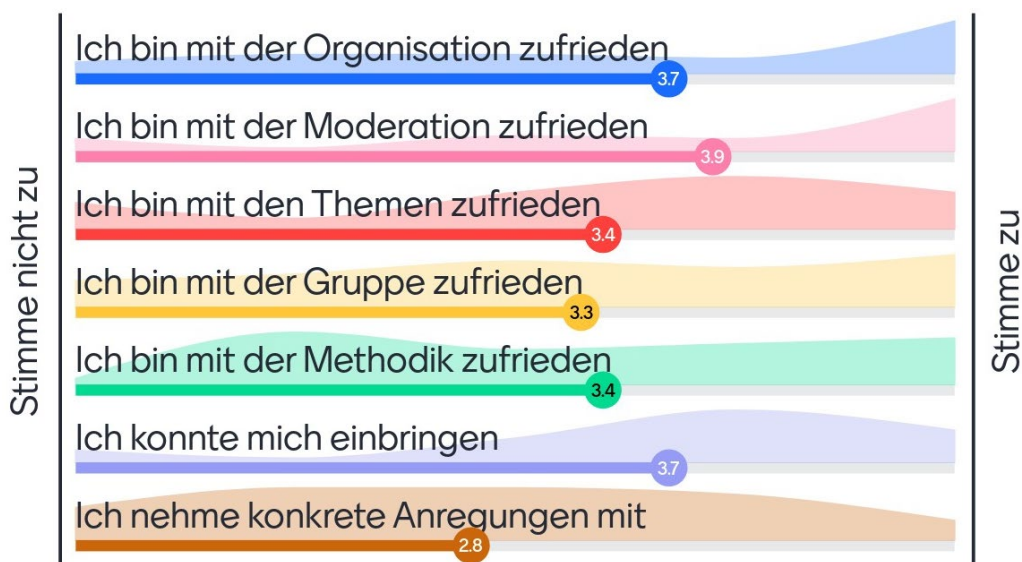 Stimme nicht zu
Ich bin mit der Organisation zufrieden
3.7
Ich bin mit der Moderation zufrieden
3.9
Ich bin mit den Themen zufrieden
3.4
Ich bin mit der Gruppe zufrieden
3.3
Ich bin mit der Methodik zufrieden
3.4
Ich konnte mich einbringen
3.7
Ich nehme konkrete Anregungen mit
2.8
Stimme zu